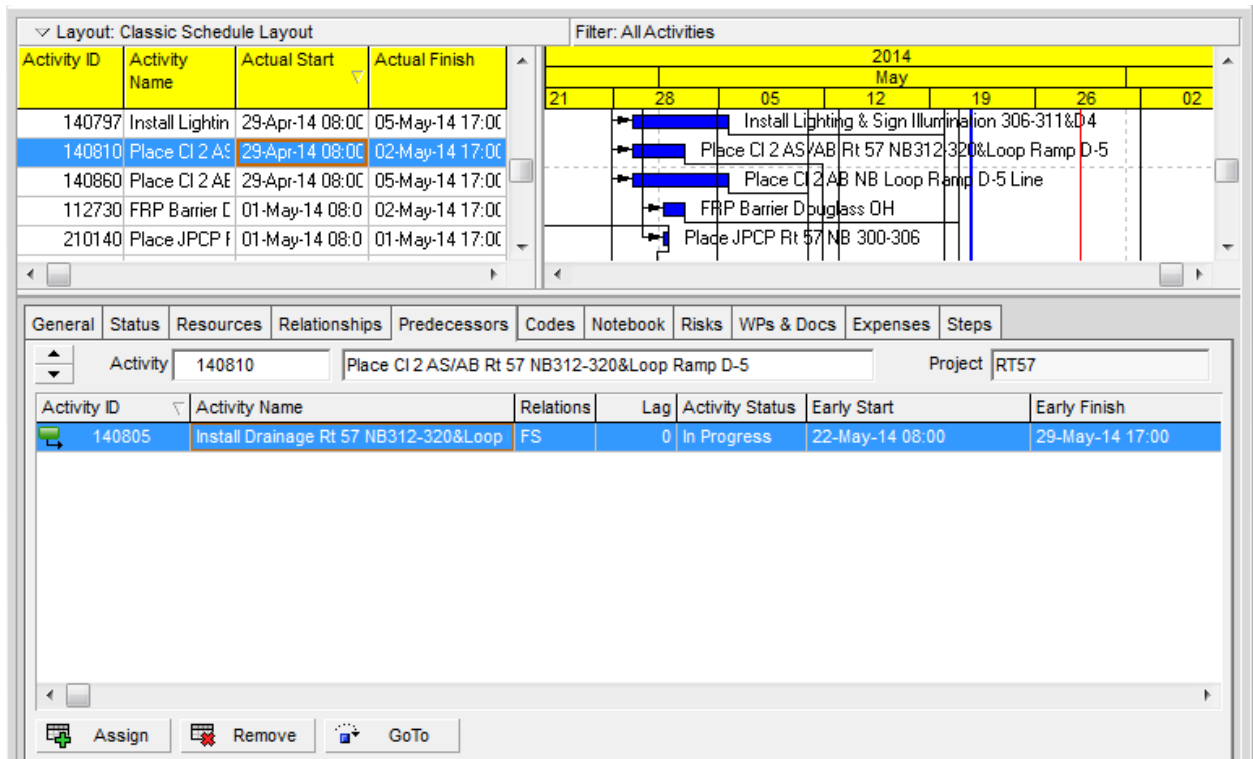 Layout: Classic Schedule Layout Filter: All Activities
Activity ID Activity Name Actual Start Actual Finish
2014
May
21 28 05 12 19 26 02
140797 Install Lightin 29-Apr-14 08:00 05-May-14 17:00 Install Lighting & Sign Illumination 306-311&D4
140810 Place Cl 2 AS 29-Apr-14 08:00 02-May-14 17:00 Place Cl 2 AS/AB Rt 57 NB312-320&Loop Ramp D-5
140860 Place Cl 2 AE 29-Apr-14 08:00 05-May-14 17:00 Place Cl 2 AB NB Loop Ramp D-5 Line
112730 FRP Barrier D 01-May-14 08:0 02-May-14 17:00 FRP Barrier Douglass OH
210140 Place JPCP F 01-May-14 08:0 01-May-14 17:00 Place JPCP Rt 57 NB 300-306
General Status Resources Relationships Predecessors Codes Notebook Risks WPs & Docs Expenses Steps
Activity 140810 Place Cl 2 AS/AB Rt 57 NB312-320&Loop Ramp D-5 Project RT57
Activity ID Activity Name Relations Lag Activity Status Early Start Early Finish
140805 Install Drainage Rt 57 NB312-320&Loop FS 0 In Progress 22-May-14 08:00 29-May-14 17:00
Assign Remove GoTo